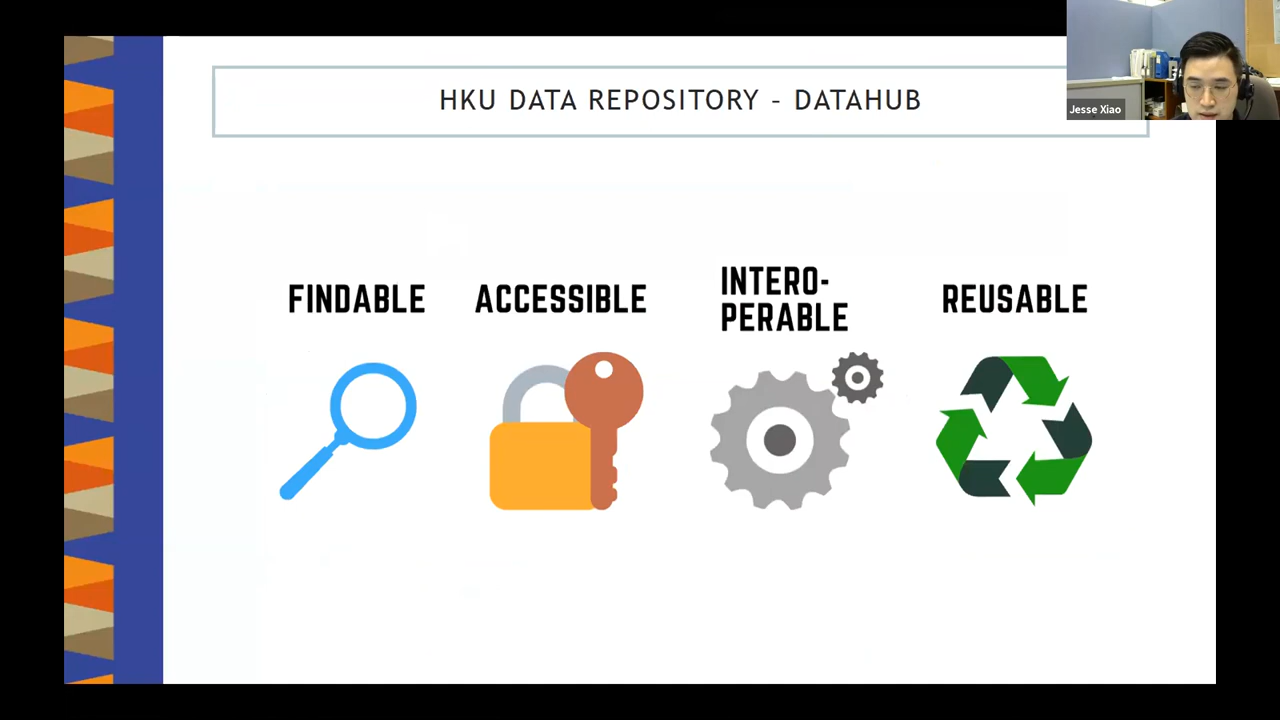 HKU DATA REPOSITORY - DATAHUB
Jesse Xiao
FINDABLE
ACCESSIBLE
INTERO-
PERABLE
REUSABLE